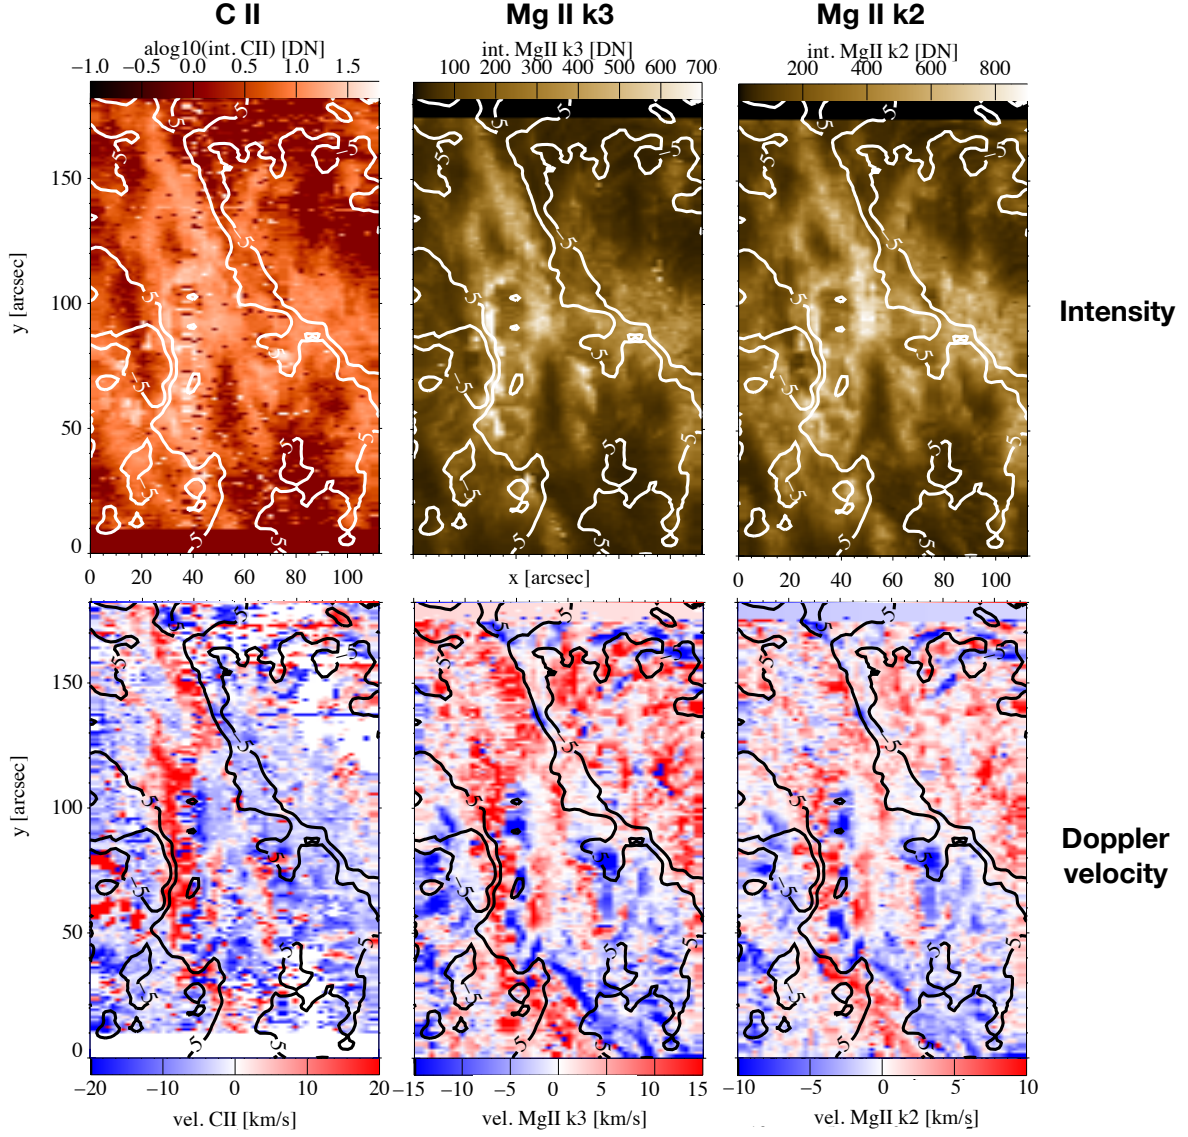 C II Mg II k3 Mg II k2
alog10(int. CII) [DN] int. MgII k3 [DN] int. MgII k2 [DN]
−1.0 −0.5 0.0 0.5 1.0 1.5 100 200 300 400 500 600 700 200 400 600 800
150
100
50
0
y [arcsec]
Intensity
0 20 40 60 80 100 x [arcsec] 0 20 40 60 80 100
150
100
50
0
y [arcsec]
Doppler
velocity
−20 −10 0 10 20 −15 −10 −5 0 5 10 15 −10 −5 0 5 10
vel. CII [km/s] vel. MgII k3 [km/s] vel. MgII k2 [km/s]